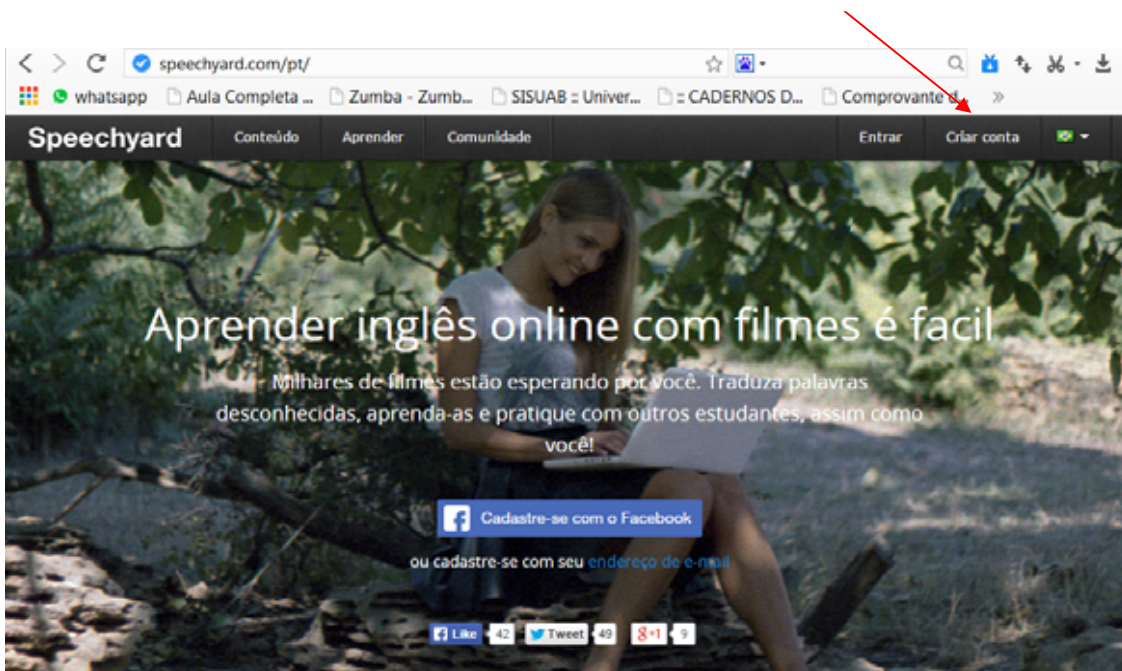 speechyard.com/pt/
whatsapp Aula Completa ... Zumba - Zumb... SISUAB :: Univer... :: CADERNOS D... Comprovante d... »
Speechyard Conteúdo Aprender Comunidade Entrar Criar conta
Aprender inglês online com filmes é facil
Milhares de filmes estão esperando por você. Traduza palavras
desconhecidas, aprenda-as e pratique com outros estudantes, assim como
você!
Cadastre-se com o Facebook
ou cadastre-se com seu endereço de e-mail
Like 42 Tweet 49 g+1 9